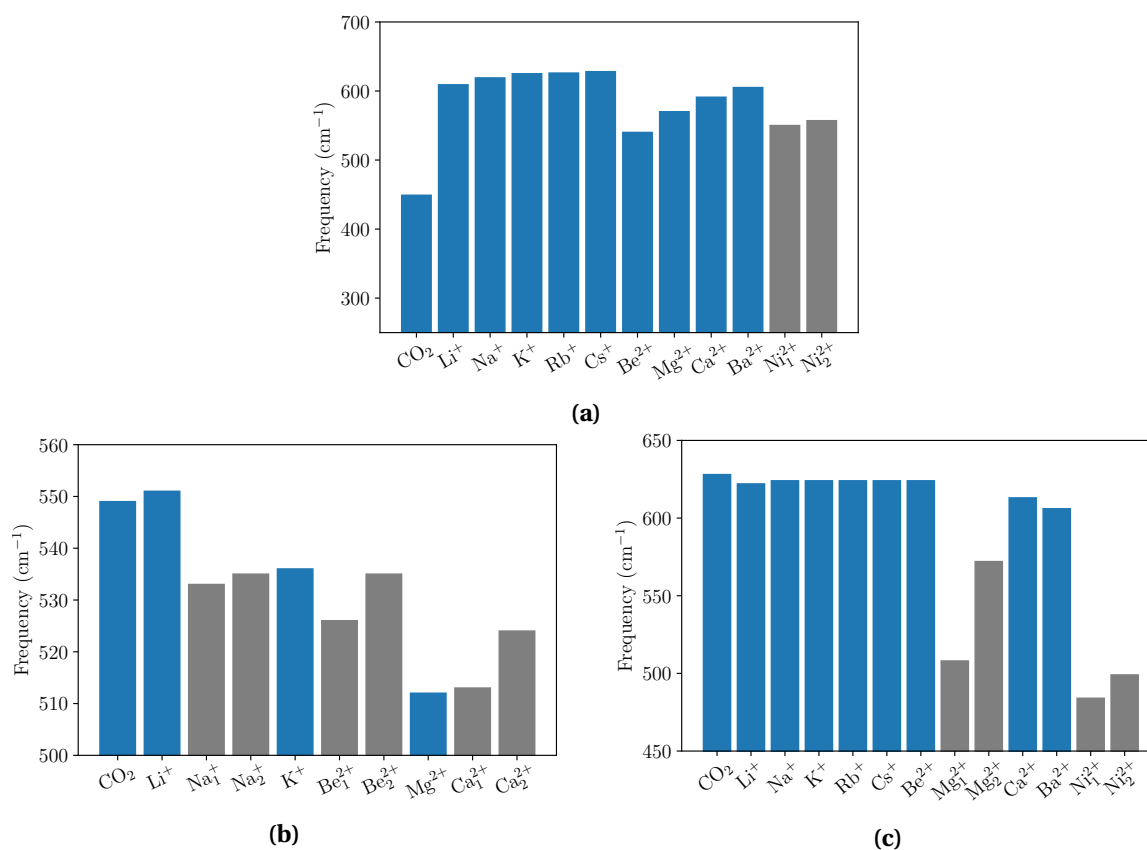 700
600
500
400
300
Frequency (cm⁻¹)
CO₂ Li⁺ Na⁺ K⁺ Rb⁺ Cs⁺ Be²⁺ Mg²⁺ Ca²⁺ Ba²⁺ Ni₁²⁺ Ni₂²⁺
(a)
560
550
540
530
520
510
500
Frequency (cm⁻¹)
CO₂ Li⁺ Na₁⁺ Na₂⁺ K⁺ Be₁²⁺ Be₂²⁺ Mg²⁺ Ca₁²⁺ Ca₂²⁺
(b)
650
600
550
500
450
Frequency (cm⁻¹)
CO₂ Li⁺ Na⁺ K⁺ Rb⁺ Cs⁺ Be²⁺ Mg₁²⁺ Mg₂²⁺ Ca²⁺ Ba²⁺ Ni₁²⁺ Ni₂²⁺
(c)